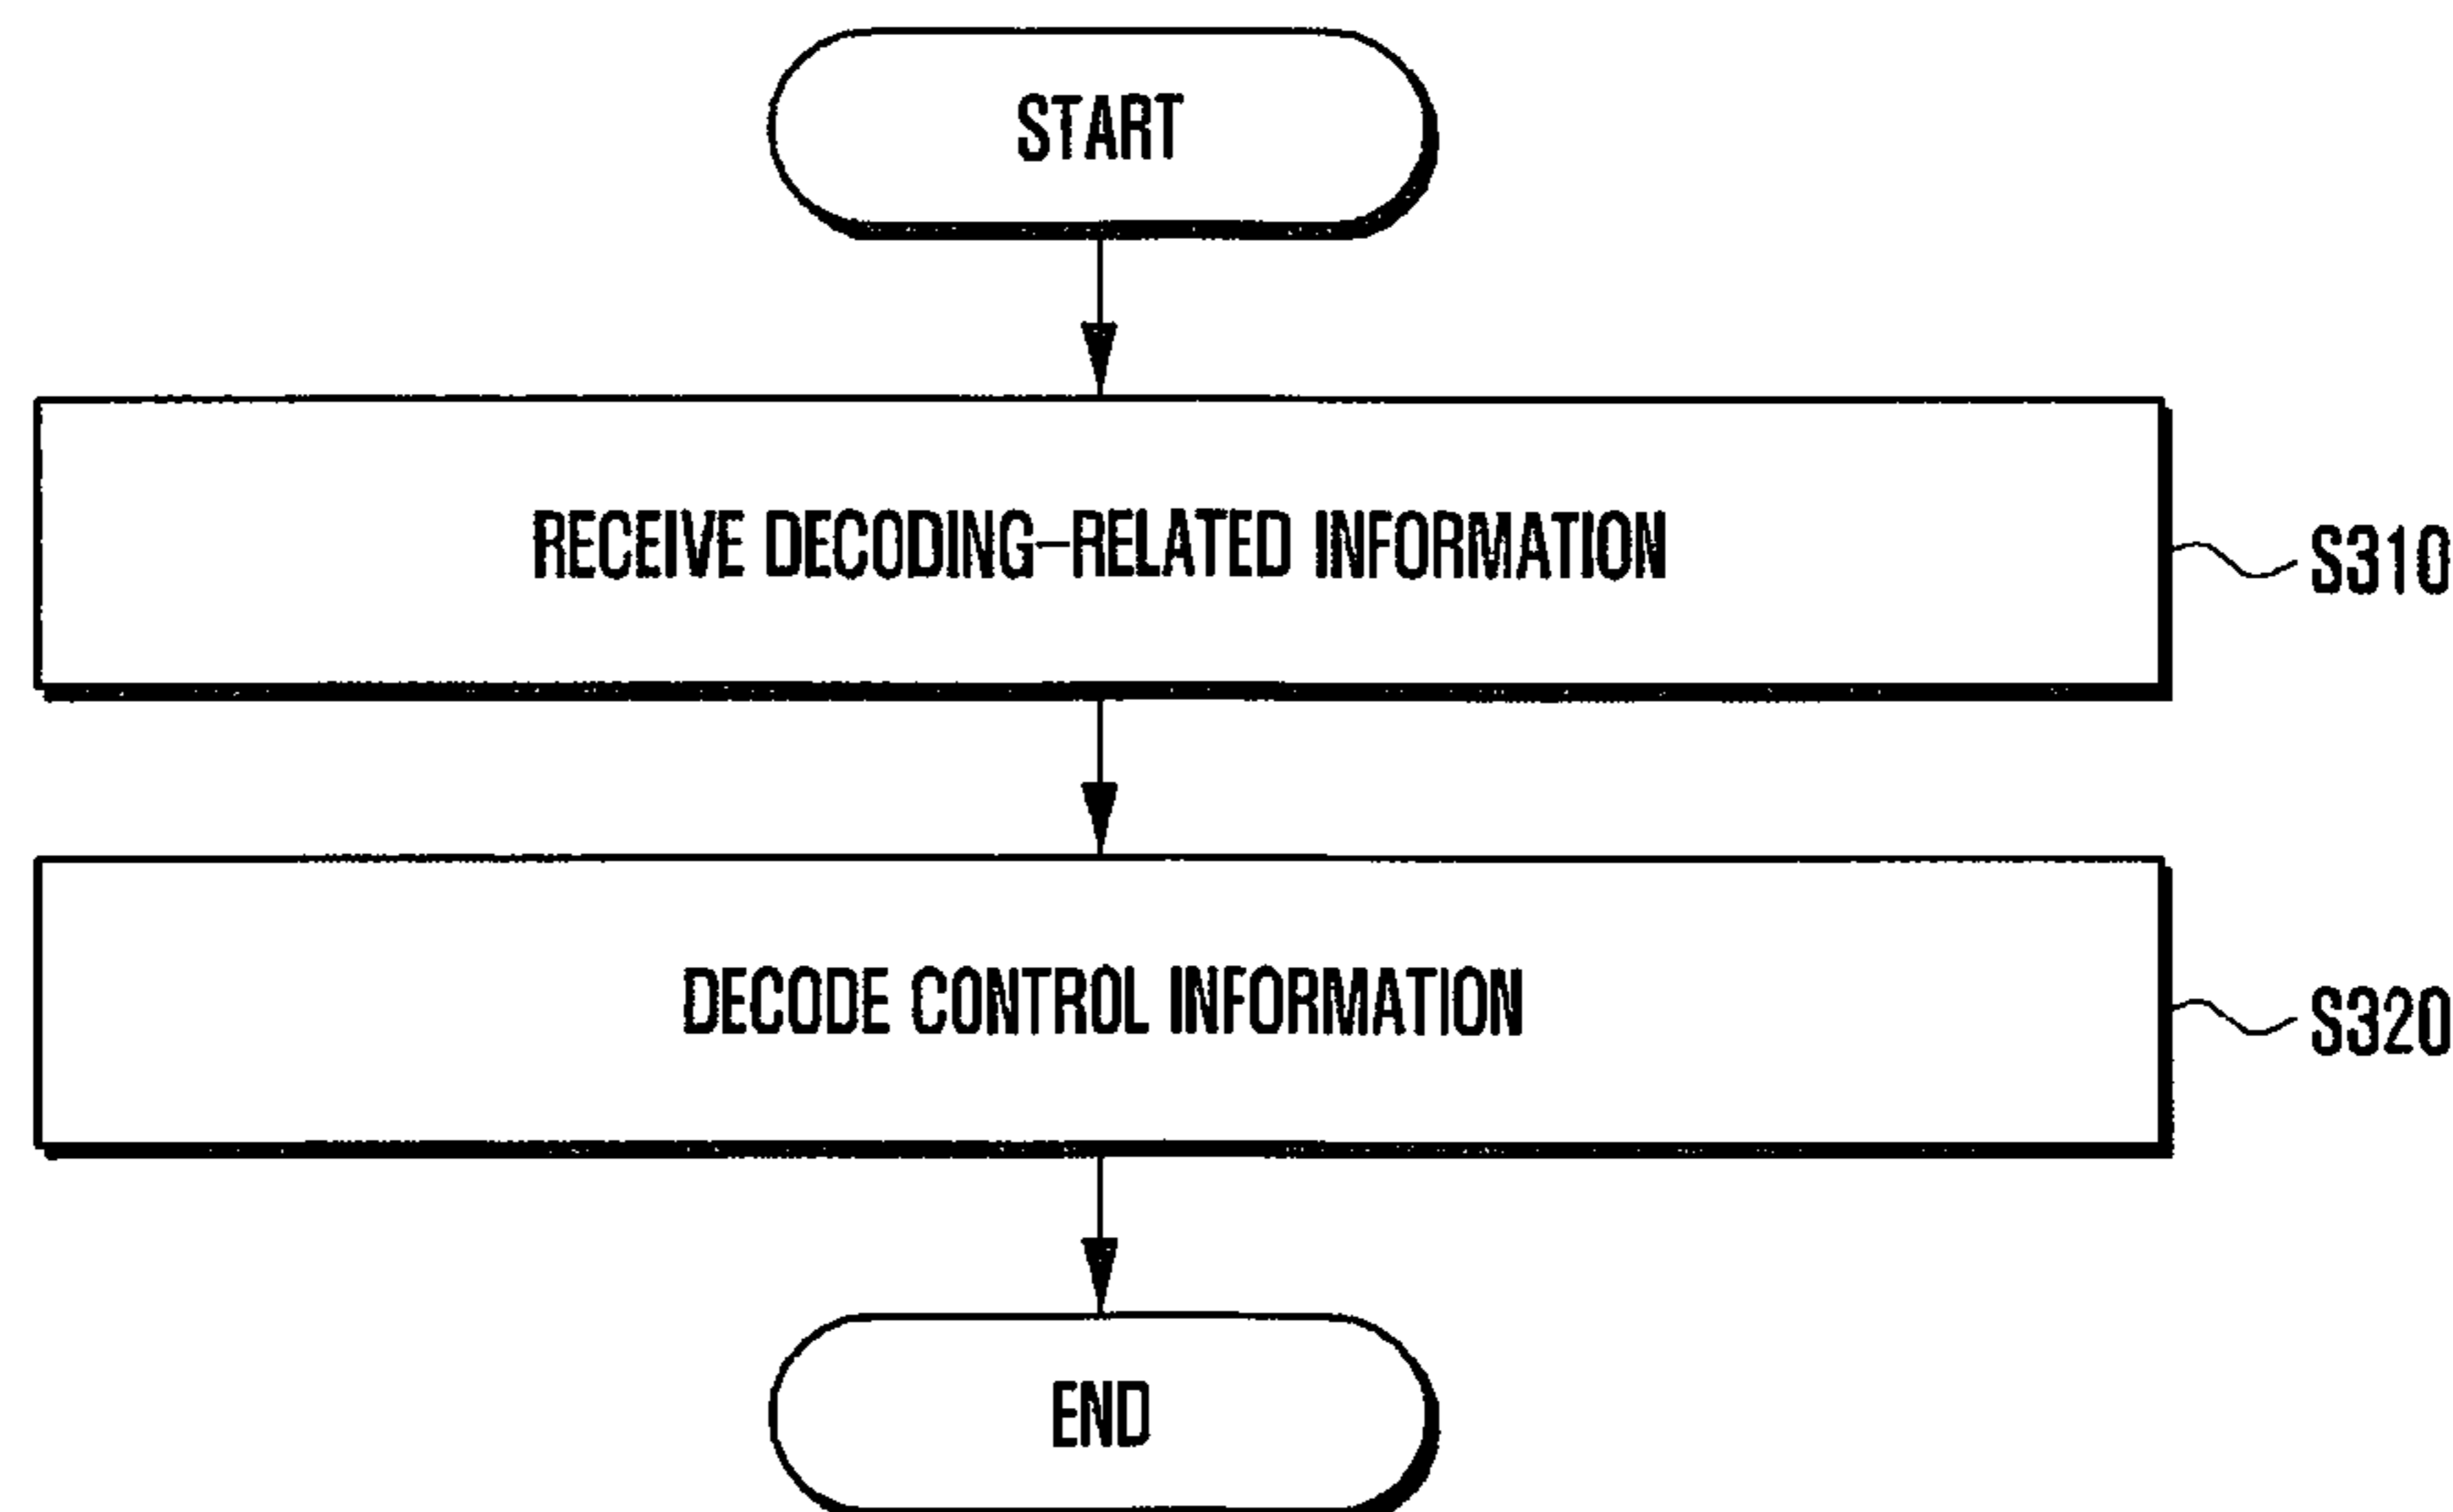 START
RECEIVE DECODING-RELATED INFORMATION
S310
DECODE CONTROL INFORMATION
S320
END